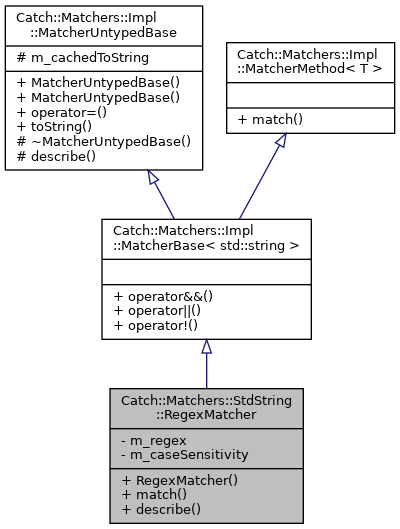 Catch::Matchers::Impl
::MatcherUntypedBase
# m_cachedToString
+ MatcherUntypedBase()
+ MatcherUntypedBase()
+ operator=()
+ toString()
# ~MatcherUntypedBase()
# describe()
Catch::Matchers::Impl
::MatcherMethod< T >
+ match()
Catch::Matchers::Impl
::MatcherBase< std::string >
+ operator&&()
+ operator||()
+ operator!()
Catch::Matchers::StdString
::RegexMatcher
- m_regex
- m_caseSensitivity
+ RegexMatcher()
+ match()
+ describe()